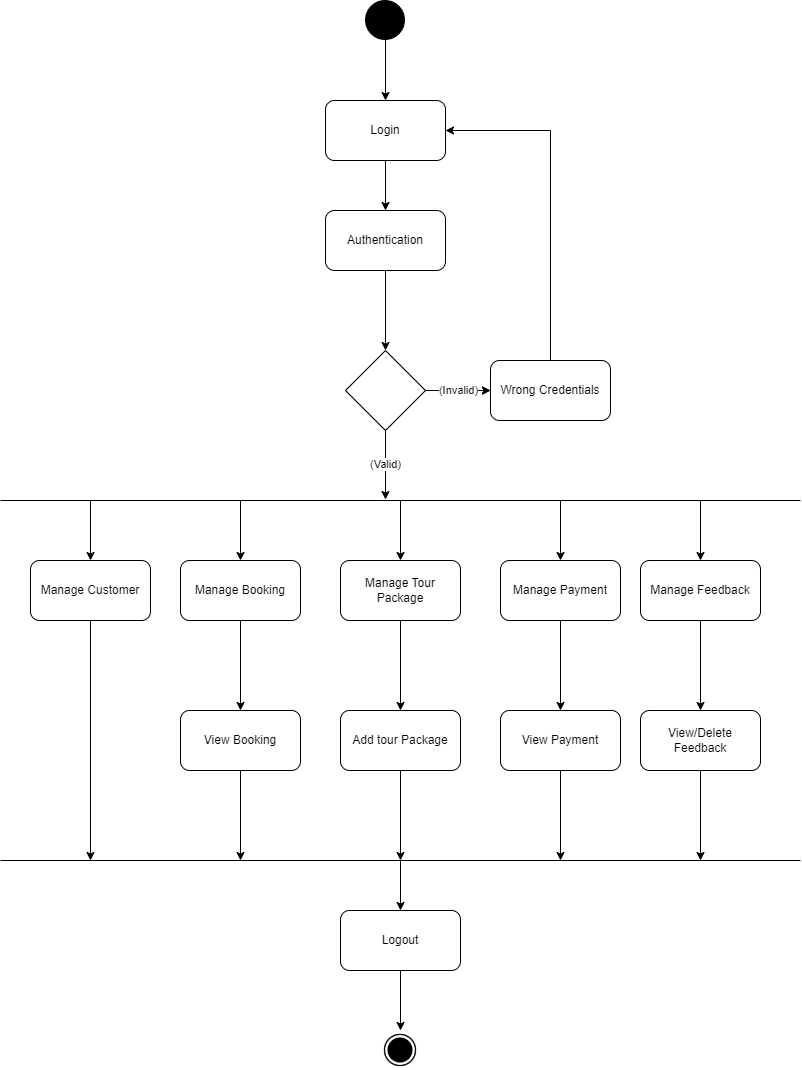 Login
Authentication
(Invalid)
Wrong Credentials
(Valid)
Manage Customer
Manage Booking
Manage Tour
Package
Manage Payment
Manage Feedback
View Booking
Add tour Package
View Payment
View/Delete
Feedback
Logout